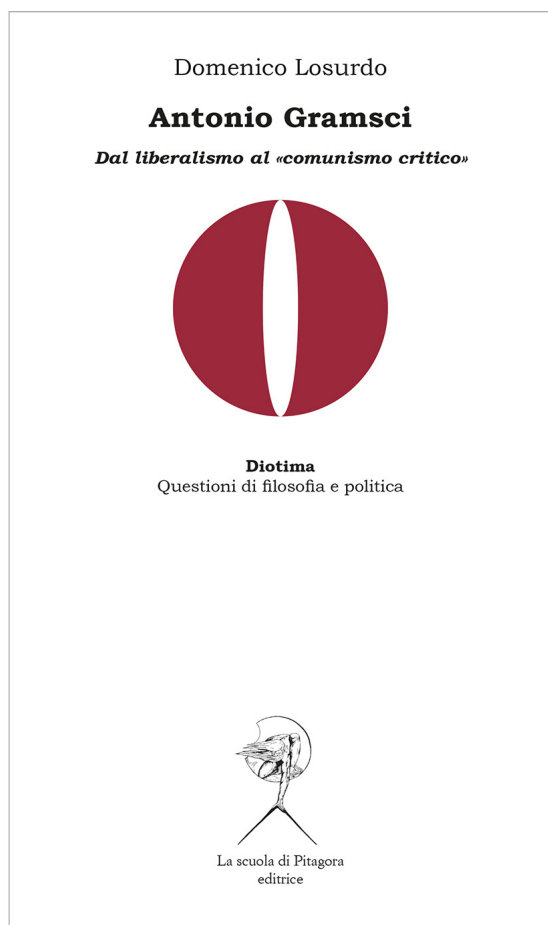 Domenico Losurdo
Antonio Gramsci
Dal liberalismo al «comunismo critico»
Diotima
Questioni di filosofia e politica
La scuola di Pitagora
editrice